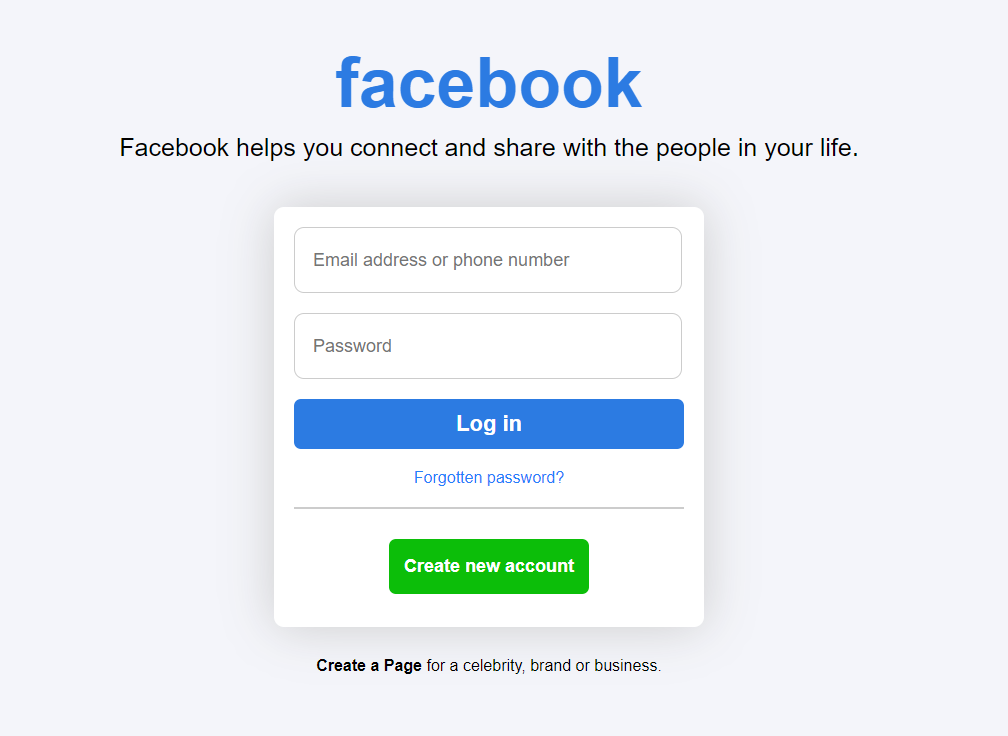 facebook
Facebook helps you connect and share with the people in your life.
Email address or phone number
Password
Log in
Forgotten password?
Create new account
Create a Page for a celebrity, brand or business.